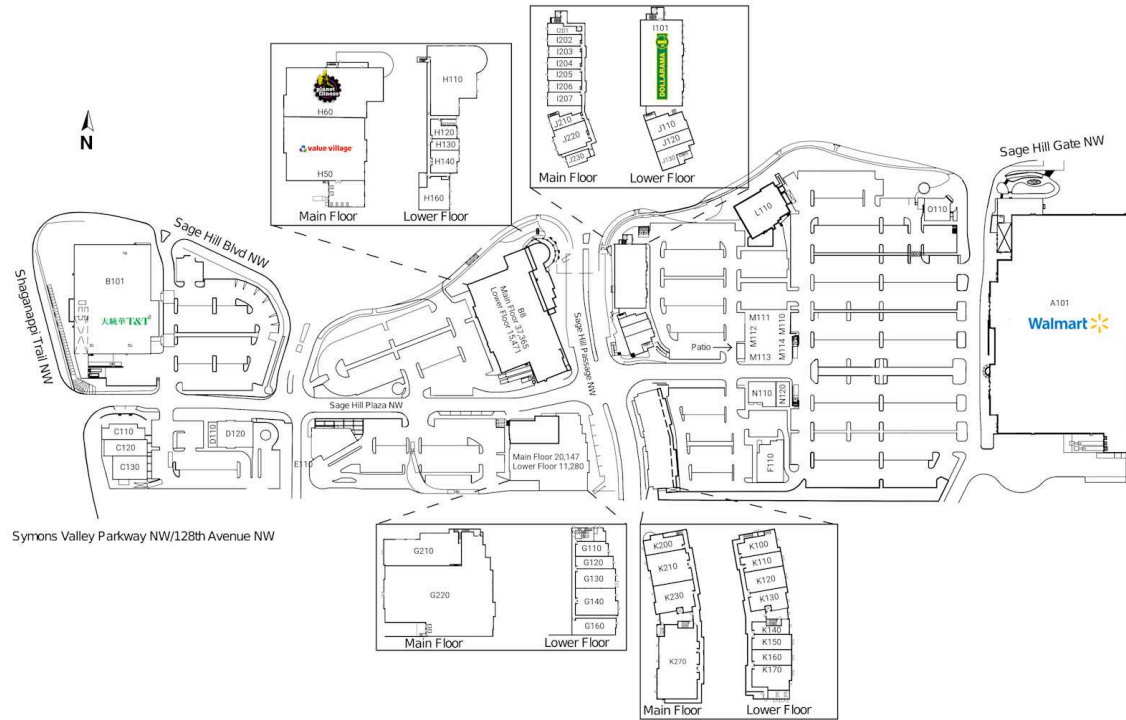 I201
I202
I203
I204
I205
I206
I207
J210
J220
J230
Main Floor
I101
DOLLARAMA
J110
J120
J130
Lower Floor
planet fitness
H60
value village
H50
Main Floor
H110
H120
H130
H140
H160
Lower Floor
N
Sage Hill Gate NW
Sage Hill Blvd NW
Shaganappi Trail NW
B101
大統華T&T
B8
Main Floor 37,365
Lower Floor 15,471
Sage Hill Passage NW
L110
O110
A101
Walmart
Patio
M111
M112
M113
M110
M114
N110
N120
F110
Sage Hill Plaza NW
C110
C120
C130
D110
D120
E110
Main Floor 20,147
Lower Floor 11,280
Symons Valley Parkway NW/128th Avenue NW
G210
G220
Main Floor
G110
G120
G130
G140
G160
Lower Floor
K200
K210
K230
K270
Main Floor
K100
K110
K120
K130
K140
K150
K160
K170
Lower Floor